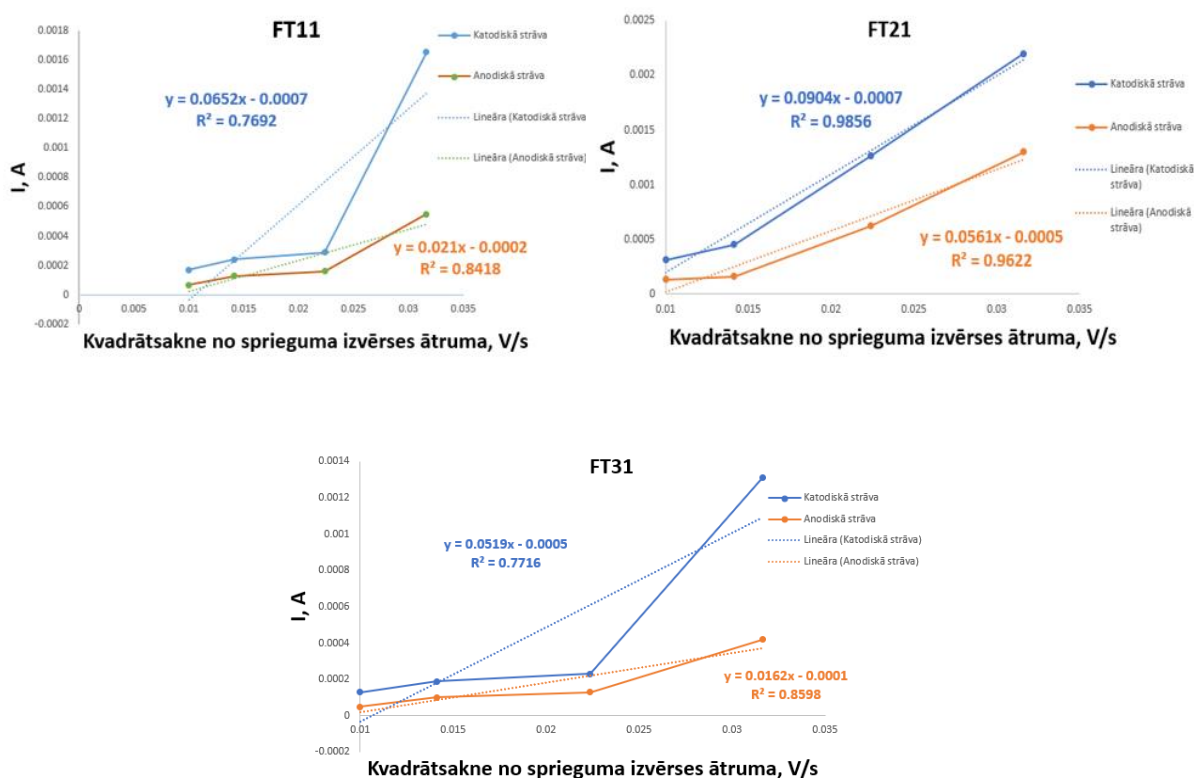 FT11
0.0018
0.0016
0.0014
0.0012
0.001
0.0008
0.0006
0.0004
0.0002
0
-0.0002
I, A
y = 0.0652x - 0.0007
R² = 0.7692
y = 0.021x - 0.0002
R² = 0.8418
Katodiskā strāva
Anodiskā strāva
Lineāra (Katodiskā strāva
Lineāra (Anodiskā strāva)
0 0.005 0.01 0.015 0.02 0.025 0.03 0.035
Kvadrātsakne no sprieguma izvērses ātruma, V/s
FT21
0.0025
0.002
0.0015
0.001
0.0005
0
I, A
y = 0.0904x - 0.0007
R² = 0.9856
y = 0.0561x - 0.0005
R² = 0.9622
Katodiskā strāva
Anodiskā strāva
Lineāra (Katodiskā
strāva)
Lineāra (Anodiskā
strāva)
0.01 0.015 0.02 0.025 0.03 0.035
Kvadrātsakne no sprieguma izvērses ātruma, V/s
FT31
0.0014
0.0012
0.001
0.0008
0.0006
0.0004
0.0002
0
-0.0002
I, A
y = 0.0519x - 0.0005
R² = 0.7716
y = 0.0162x - 0.0001
R² = 0.8598
Katodiskā strāva
Anodiskā strāva
Lineāra (Katodiskā strāva)
Lineāra (Anodiskā strāva)
0.01 0.015 0.02 0.025 0.03 0.035
Kvadrātsakne no sprieguma izvērses ātruma, V/s